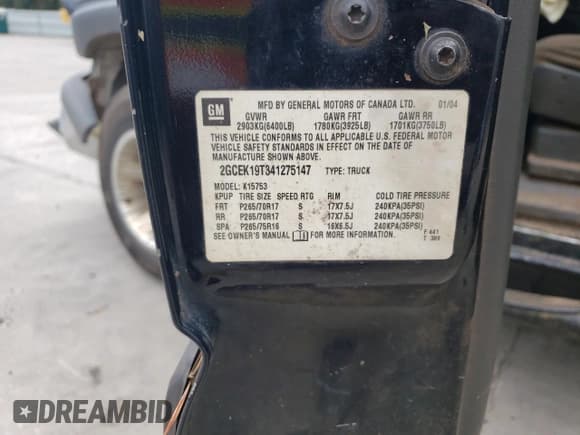 GM
MFD BY GENERAL MOTORS OF CANADA LTD. 01/04
GVWR GAWR FRT GAWR RR
2903KG(6400LB) 1780KG(3925LB) 1701KG(3750LB)
THIS VEHICLE CONFORMS TO ALL APPLICABLE U.S. FEDERAL MOTOR
VEHICLE SAFETY STANDARDS IN EFFECT ON THE DATE OF
MANUFACTURE SHOWN ABOVE.
2GCEK19T341275147 TYPE: TRUCK
MODEL: K15753
KPUP TIRE SIZE SPEED RTG RIM COLD TIRE PRESSURE
FRT P265/70R17 S 17X7.5J 240KPA(35PSI)
RR P265/70R17 S 17X7.5J 240KPA(35PSI)
SPA P265/75R16 S 16X6.5J 240KPA(35PSI)
SEE OWNER'S MANUAL FOR MORE INFORMATION.
F 441
T 389
DREAMBID